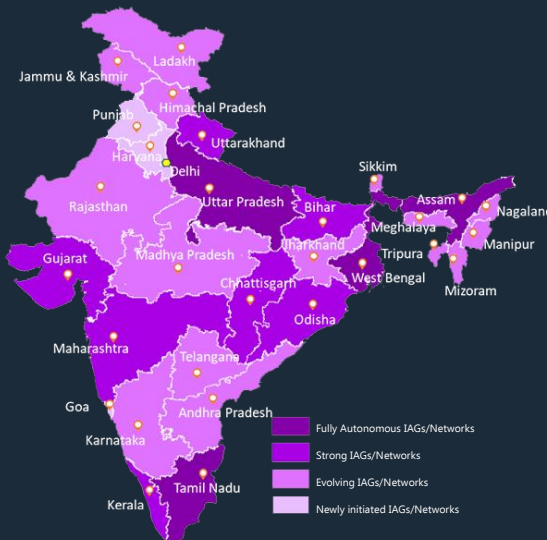 Ladakh
Jammu & Kashmir
Himachal Pradesh
Punjab
Uttarakhand
Haryana
Delhi
Sikkim
Rajasthan
Uttar Pradesh
Bihar
Assam
Nagaland
Meghalaya
Manipur
Gujarat
Madhya Pradesh
Jharkhand
Tripura
West Bengal
Chhattisgarh
Mizoram
Odisha
Maharashtra
Telangana
Goa
Andhra Pradesh
Karnataka
Fully Autonomous IAGs/Networks
Strong IAGs/Networks
Evolving IAGs/Networks
Tamil Nadu
Kerala
Newly initiated IAGs/Networks